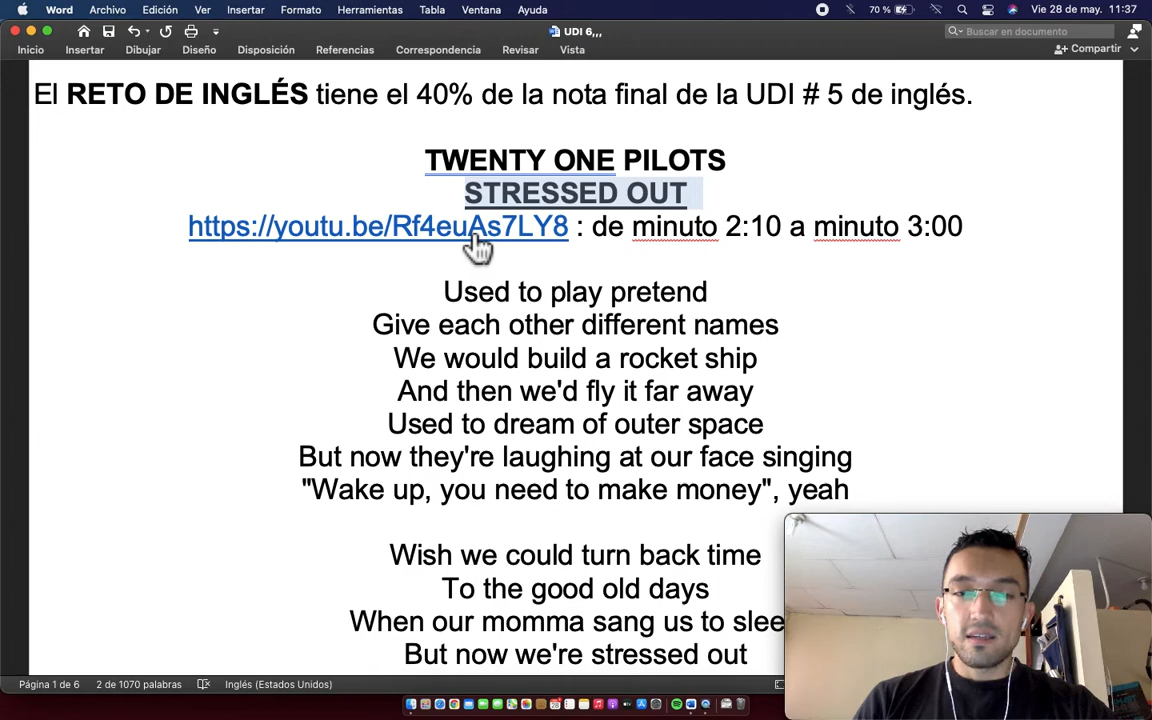 Word Archivo Edición Ver Insertar Formato Herramientas Tabla Ventana Ayuda 70 % Vie 28 de may. 11:37
UDI 6,,, Buscar en documento
Inicio Insertar Dibujar Diseño Disposición Referencias Correspondencia Revisar Vista Compartir
El RETO DE INGLÉS tiene el 40% de la nota final de la UDI # 5 de inglés.
TWENTY ONE PILOTS
STRESSED OUT
https://youtu.be/Rf4euAs7LY8 : de minuto 2:10 a minuto 3:00
Used to play pretend
Give each other different names
We would build a rocket ship
And then we'd fly it far away
Used to dream of outer space
But now they're laughing at our face singing
"Wake up, you need to make money", yeah
Wish we could turn back time
To the good old days
When our momma sang us to slee
But now we're stressed out
Página 1 de 6 2 de 1070 palabras Inglés (Estados Unidos)